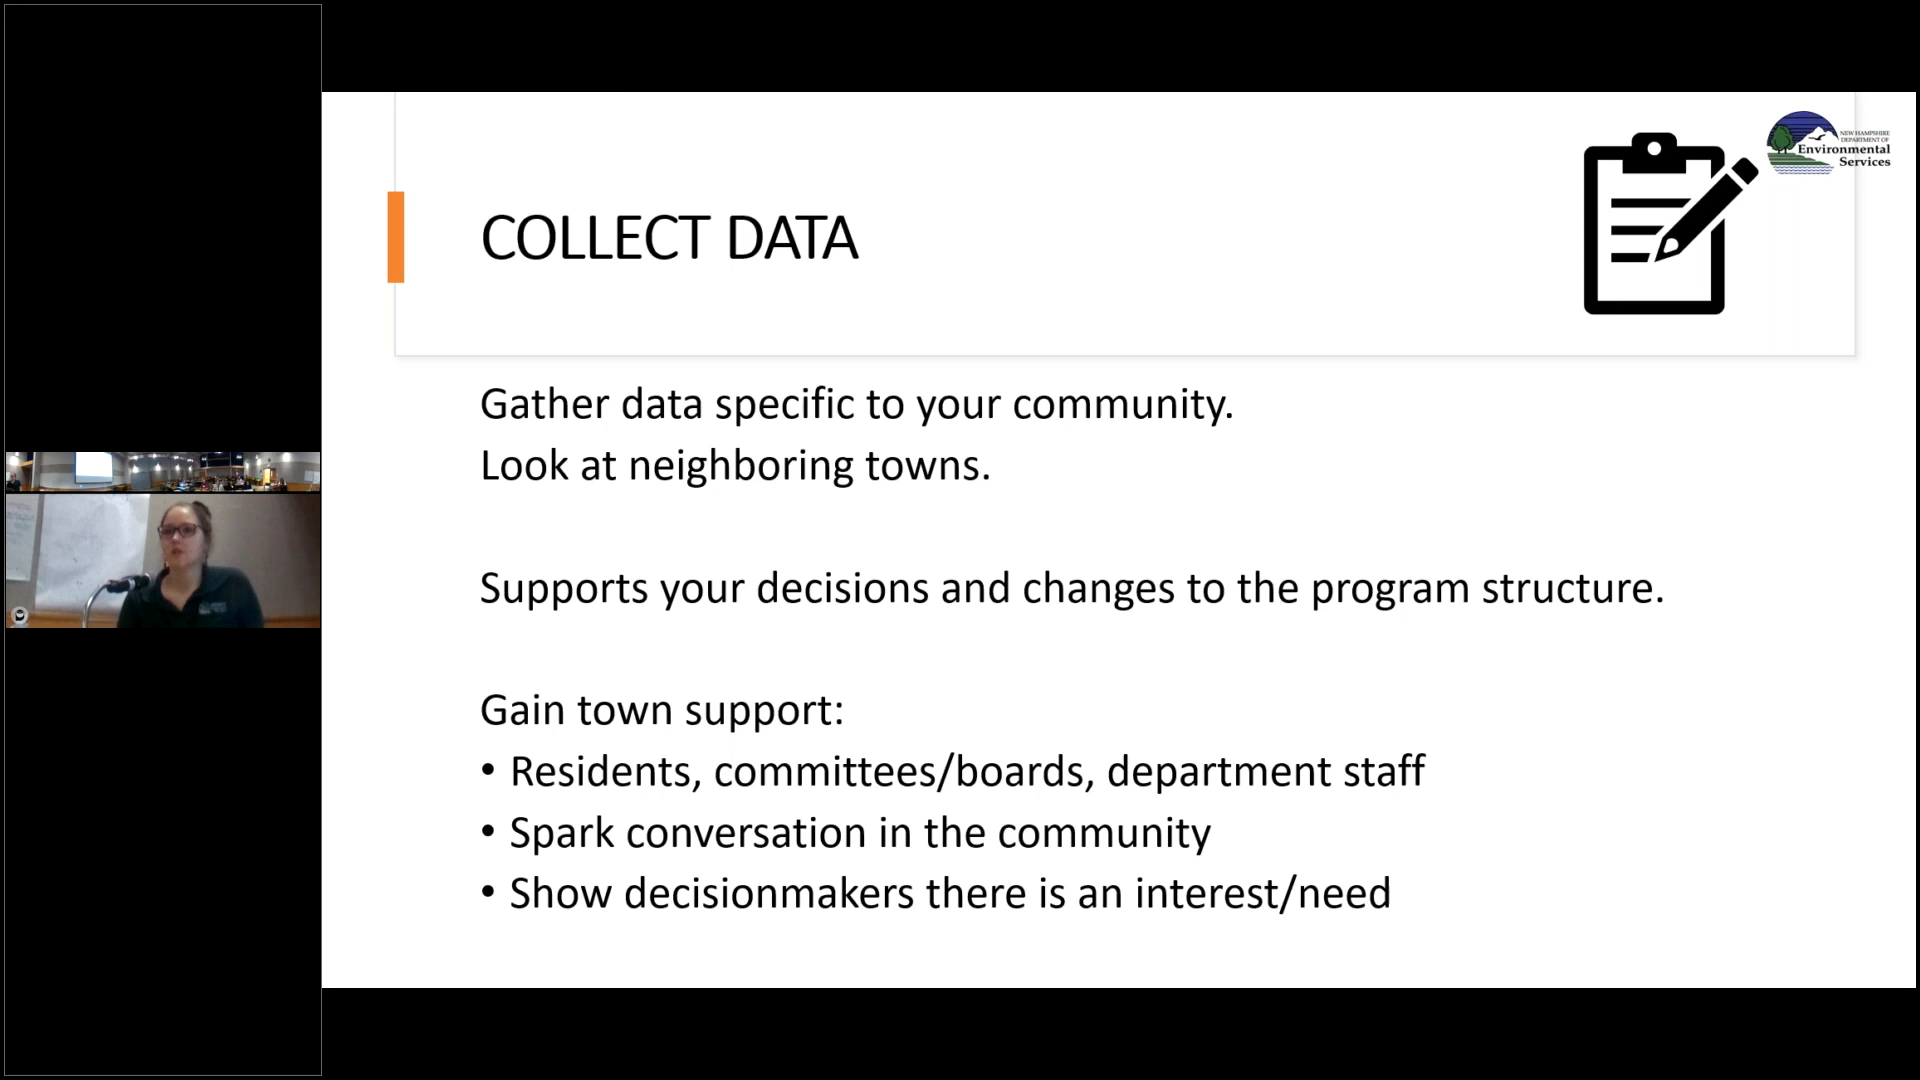 NEW HAMPSHIRE
DEPARTMENT OF
Environmental
Services
COLLECT DATA
Gather data specific to your community.
Look at neighboring towns.
Supports your decisions and changes to the program structure.
Gain town support:
• Residents, committees/boards, department staff
• Spark conversation in the community
• Show decisionmakers there is an interest/need